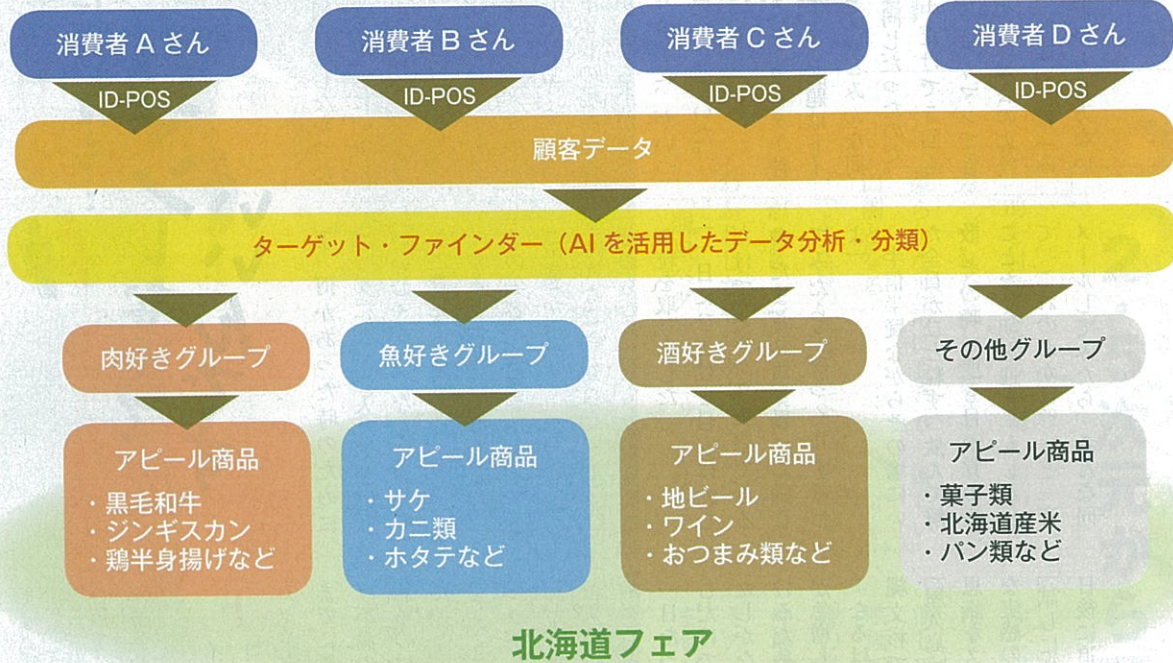 消費者 A さん
消費者 B さん
消費者 C さん
消費者 D さん
ID-POS
ID-POS
ID-POS
ID-POS
顧客データ
ターゲット・ファインダー（AI を活用したデータ分析・分類）
肉好きグループ
魚好きグループ
酒好きグループ
その他グループ
アピール商品
・黒毛和牛
・ジンギスカン
・鶏半身揚げなど
アピール商品
・サケ
・カニ類
・ホタテなど
アピール商品
・地ビール
・ワイン
・おつまみ類など
アピール商品
・菓子類
・北海道産米
・パン類など
北海道フェア